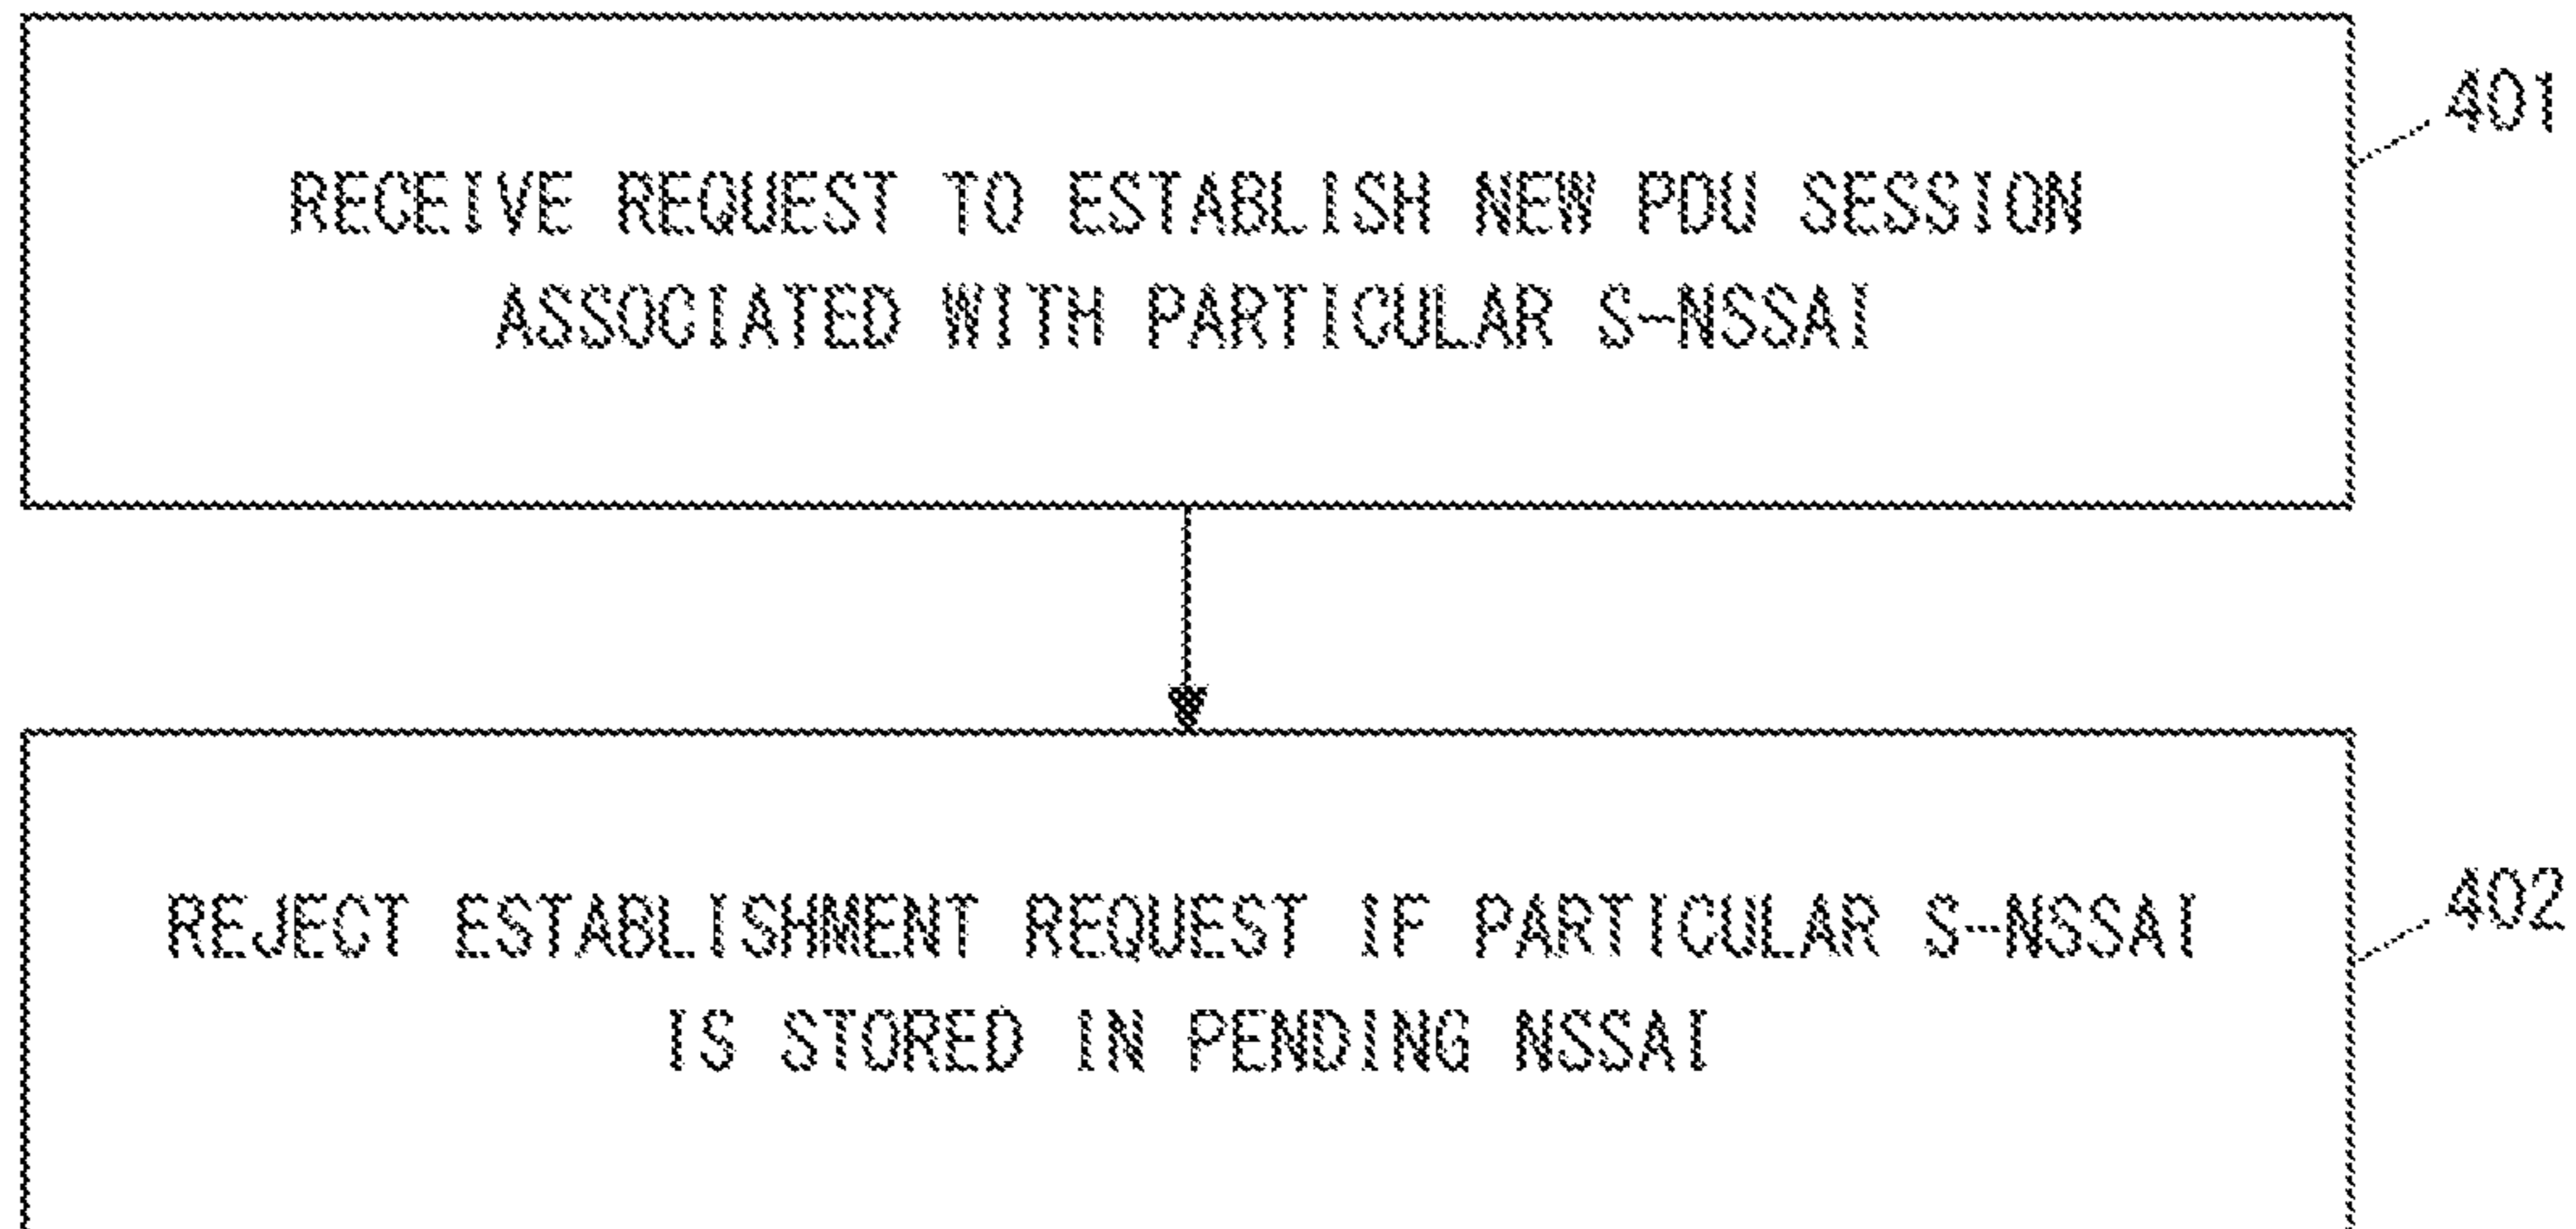 RECEIVE REQUEST TO ESTABLISH NEW PDU SESSION
ASSOCIATED WITH PARTICULAR S-NSSAI
401
REJECT ESTABLISHMENT REQUEST IF PARTICULAR S-NSSAI
IS STORED IN PENDING NSSAI
402